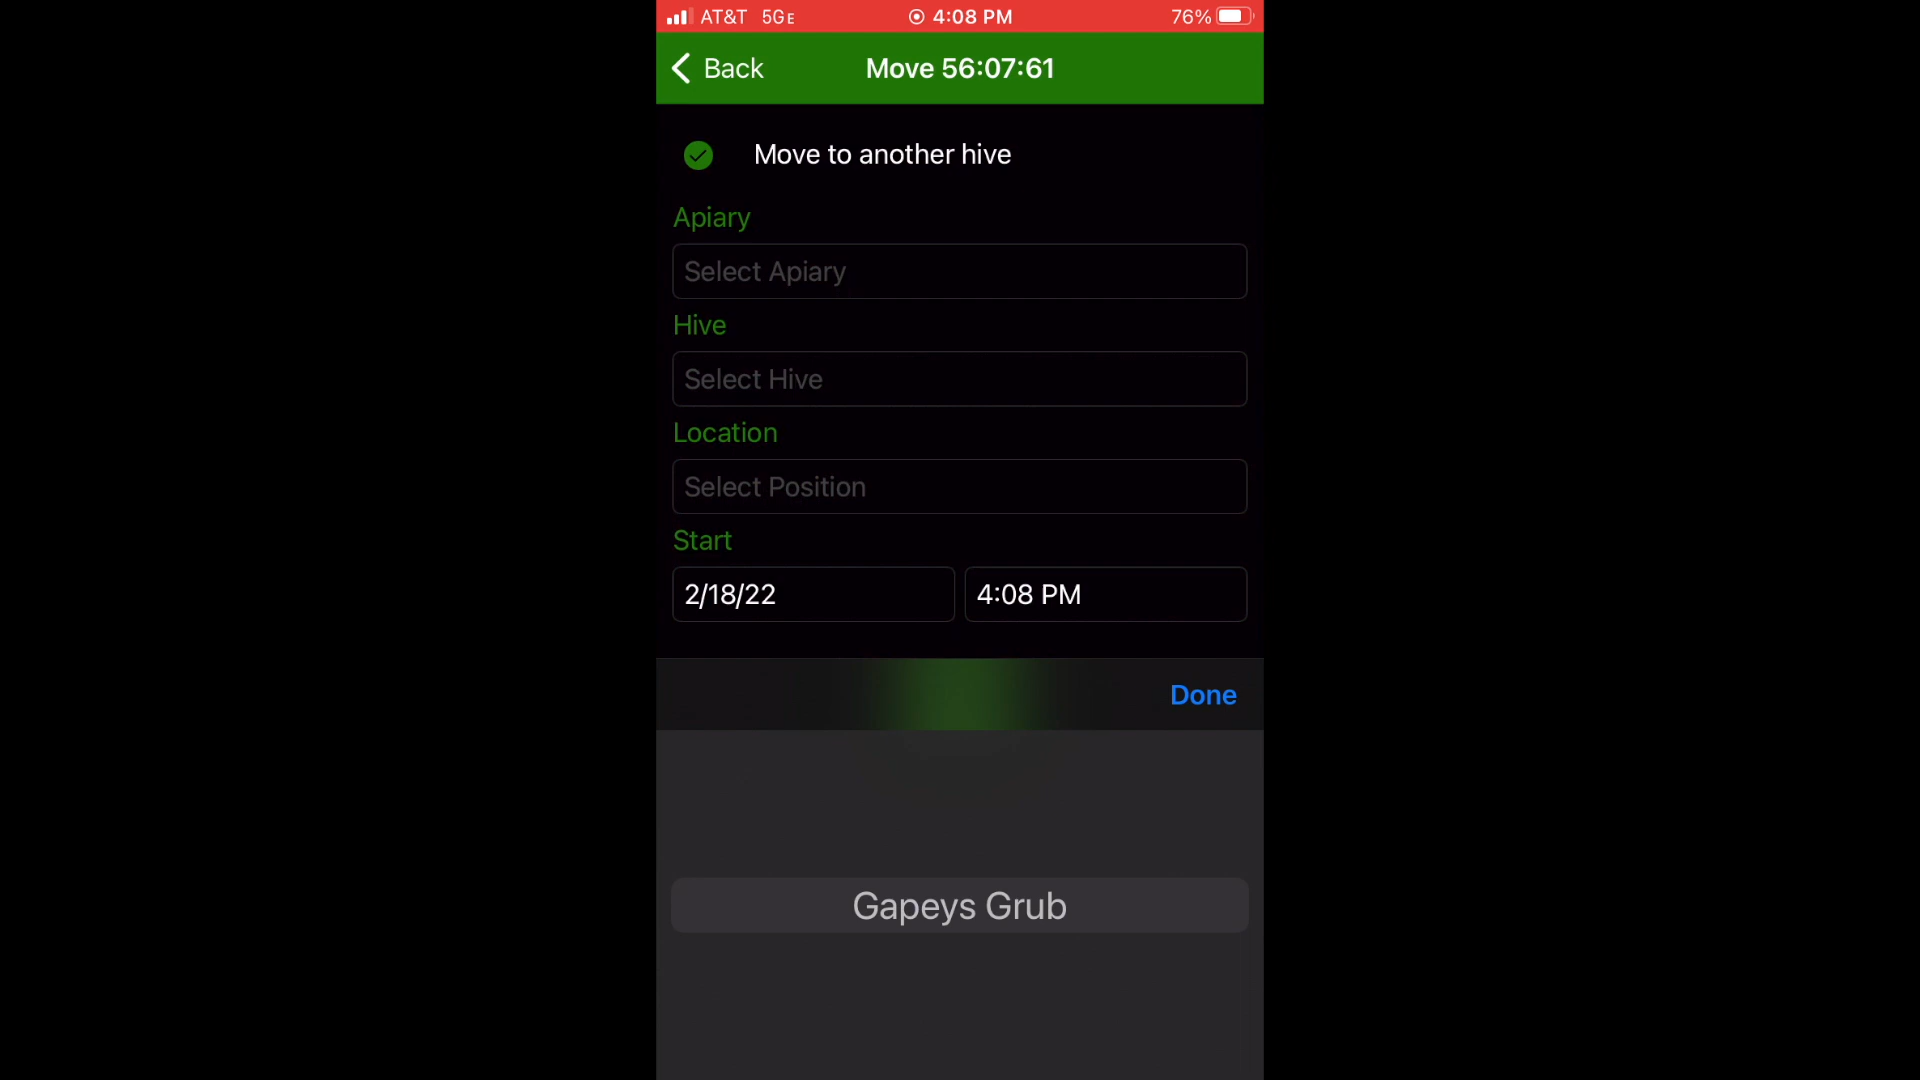 AT&T 5GE 4:08 PM 76%
Back Move 56:07:61
Move to another hive
Apiary
Select Apiary
Hive
Select Hive
Location
Select Position
Start
2/18/22 4:08 PM
Done
Gapeys Grub